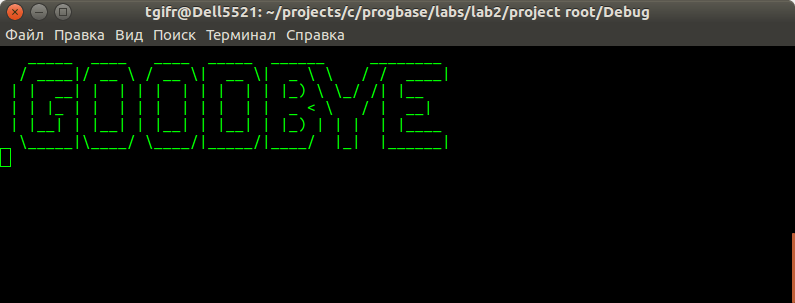 tgifr@Dell5521: ~/projects/c/progbase/labs/lab2/project root/Debug
Файл Правка Вид Поиск Терминал Справка
GOODBYE